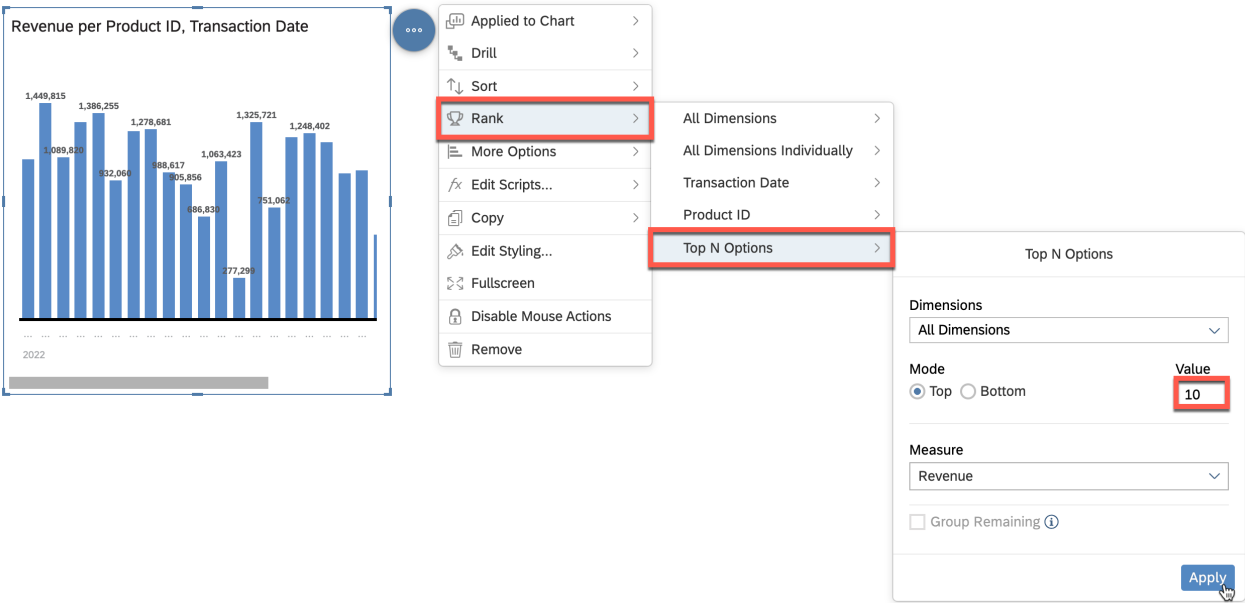 Revenue per Product ID, Transaction Date
1,449,815
1,089,820
1,386,255
932,060
1,278,681
988,617
905,856
686,830
1,063,423
277,299
1,325,721
751,062
1,248,402
... ... ... ... ... ... ... ... ... ... ... ... ... ... ... ... ... ... ... ...
2022
Applied to Chart
Drill
Sort
Rank
More Options
Edit Scripts...
Copy
Edit Styling...
Fullscreen
Disable Mouse Actions
Remove
All Dimensions
All Dimensions Individually
Transaction Date
Product ID
Top N Options
Top N Options
Dimensions
All Dimensions
Mode Value
Top Bottom 10
Measure
Revenue
Group Remaining
Apply